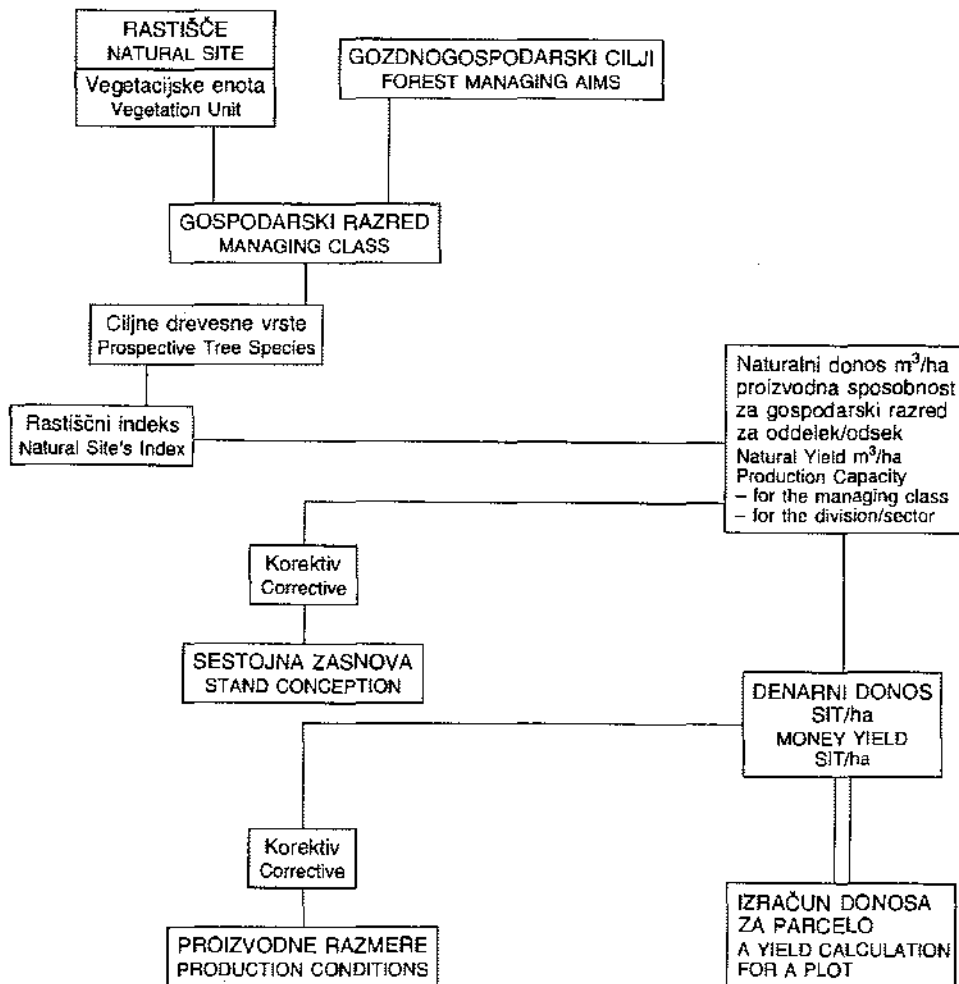 RASTIŠČE
NATURAL SITE
Vegetacijske enota
Vegetation Unit
GOZDNOGOSPODARSKI CILJI
FOREST MANAGING AIMS
GOSPODARSKI RAZRED
MANAGING CLASS
Ciljne drevesne vrste
Prospective Tree Species
Rastiščni indeks
Natural Site's Index
Naturalni donos m³/ha
proizvodna sposobnost
za gospodarski razred
za oddelek/odsek
Natural Yield m³/ha
Production Capacity
– for the managing class
– for the division/sector
Korektiv
Corrective
SESTOJNA ZASNOVA
STAND CONCEPTION
DENARNI DONOS
SIT/ha
MONEY YIELD
SIT/ha
Korektiv
Corrective
PROIZVODNE RAZMERE
PRODUCTION CONDITIONS
IZRAČUN DONOSA
ZA PARCELO
A YIELD CALCULATION
FOR A PLOT